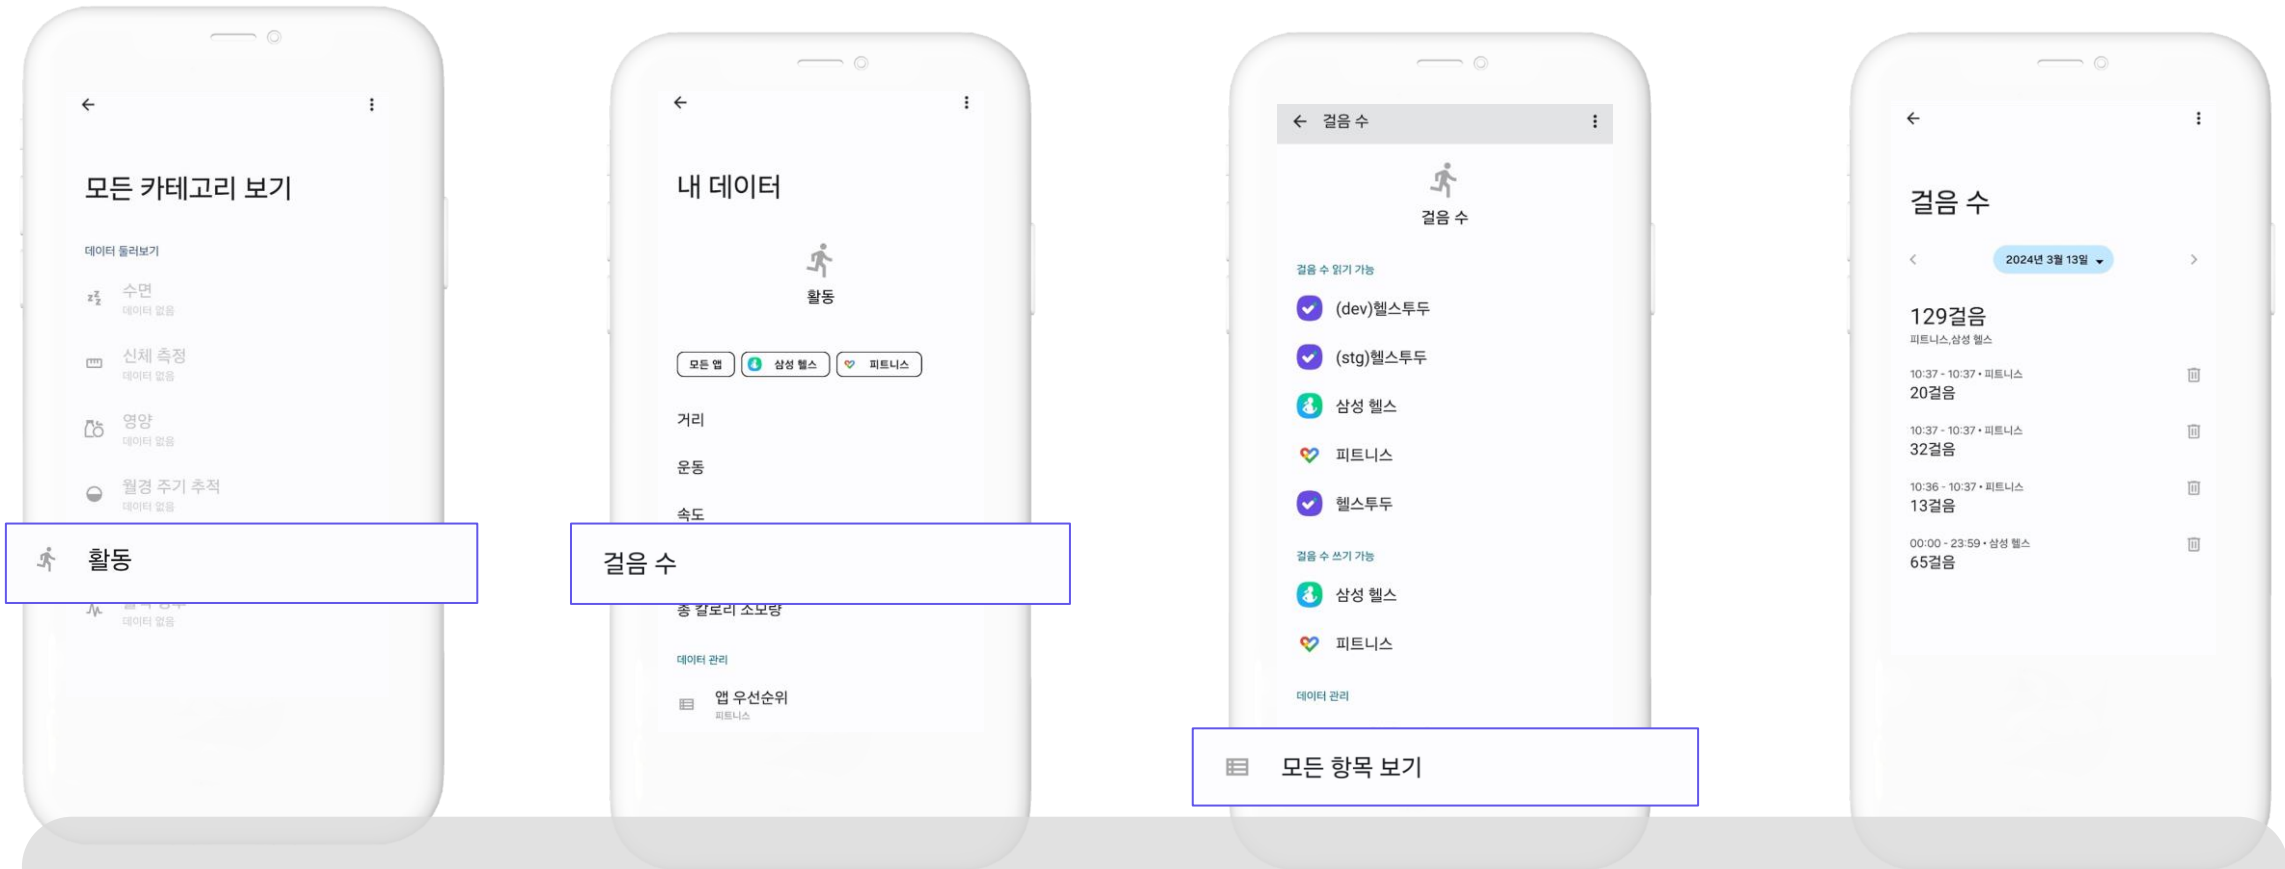 모든 카테고리 보기
데이터 둘러보기
수면
데이터 없음
신체 측정
데이터 없음
영양
데이터 없음
월경 주기 추적
데이터 없음
활동
데이터 없음
내 데이터
활동
모든 앱
삼성 헬스
피트니스
거리
운동
속도
걸음 수
총 칼로리 소모량
데이터 관리
앱 우선순위
피트니스
걸음 수
걸음 수
걸음 수 읽기 가능
(dev)헬스투두
(stg)헬스투두
삼성 헬스
피트니스
헬스투두
걸음 수 쓰기 가능
삼성 헬스
피트니스
데이터 관리
모든 항목 보기
걸음 수
2024년 3월 13일
129걸음
피트니스,삼성 헬스
10:37 - 10:37 • 피트니스
20걸음
10:37 - 10:37 • 피트니스
32걸음
10:36 - 10:37 • 피트니스
13걸음
00:00 - 23:59 • 삼성 헬스
65걸음